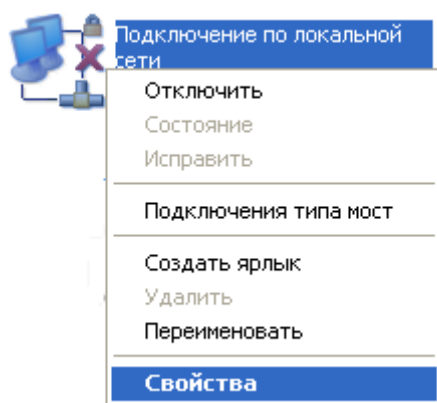 Подключение по локальной
сети
Отключить
Состояние
Исправить
Подключения типа мост
Создать ярлык
Удалить
Переименовать
Свойства